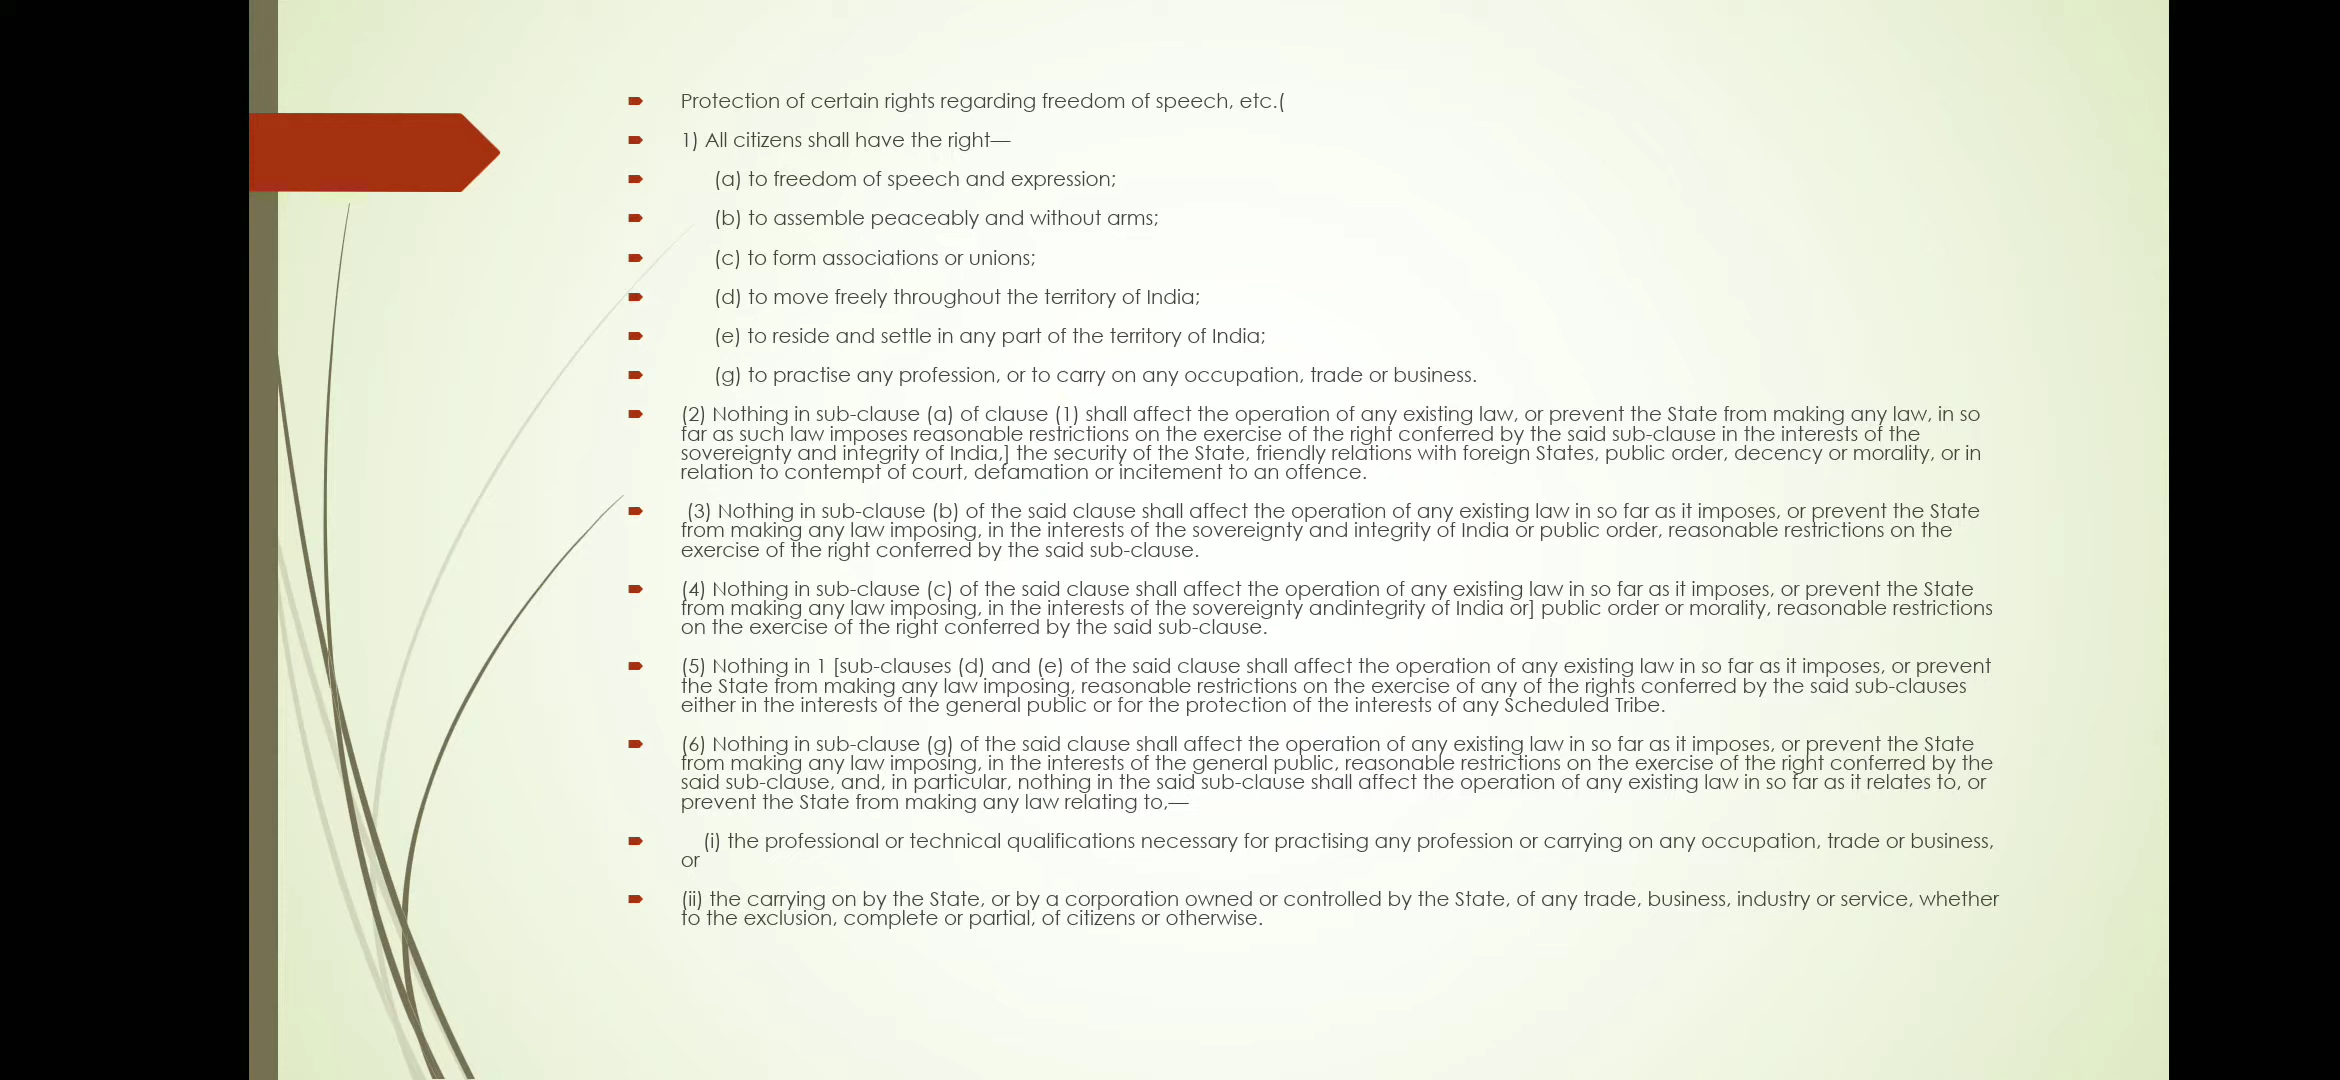 Protection of certain rights regarding freedom of speech, etc.(
1) All citizens shall have the right—
(a) to freedom of speech and expression;
(b) to assemble peaceably and without arms;
(c) to form associations or unions;
(d) to move freely throughout the territory of India;
(e) to reside and settle in any part of the territory of India;
(g) to practise any profession, or to carry on any occupation, trade or business.
(2) Nothing in sub-clause (a) of clause (1) shall affect the operation of any existing law, or prevent the State from making any law, in so
far as such law imposes reasonable restrictions on the exercise of the right conferred by the said sub-clause in the interests of the
sovereignty and integrity of India,] the security of the State, friendly relations with foreign States, public order, decency or morality, or in
relation to contempt of court, defamation or incitement to an offence.
(3) Nothing in sub-clause (b) of the said clause shall affect the operation of any existing law in so far as it imposes, or prevent the State
from making any law imposing, in the interests of the sovereignty and integrity of India or public order, reasonable restrictions on the
exercise of the right conferred by the said sub-clause.
(4) Nothing in sub-clause (c) of the said clause shall affect the operation of any existing law in so far as it imposes, or prevent the State
from making any law imposing, in the interests of the sovereignty andintegrity of India or] public order or morality, reasonable restrictions
on the exercise of the right conferred by the said sub-clause.
(5) Nothing in 1 [sub-clauses (d) and (e) of the said clause shall affect the operation of any existing law in so far as it imposes, or prevent
the State from making any law imposing, reasonable restrictions on the exercise of any of the rights conferred by the said sub-clauses
either in the interests of the general public or for the protection of the interests of any Scheduled Tribe.
(6) Nothing in sub-clause (g) of the said clause shall affect the operation of any existing law in so far as it imposes, or prevent the State
from making any law imposing, in the interests of the general public, reasonable restrictions on the exercise of the right conferred by the
said sub-clause, and, in particular, nothing in the said sub-clause shall affect the operation of any existing law in so far as it relates to, or
prevent the State from making any law relating to,—
(i) the professional or technical qualifications necessary for practising any profession or carrying on any occupation, trade or business,
or
(ii) the carrying on by the State, or by a corporation owned or controlled by the State, of any trade, business, industry or service, whether
to the exclusion, complete or partial, of citizens or otherwise.